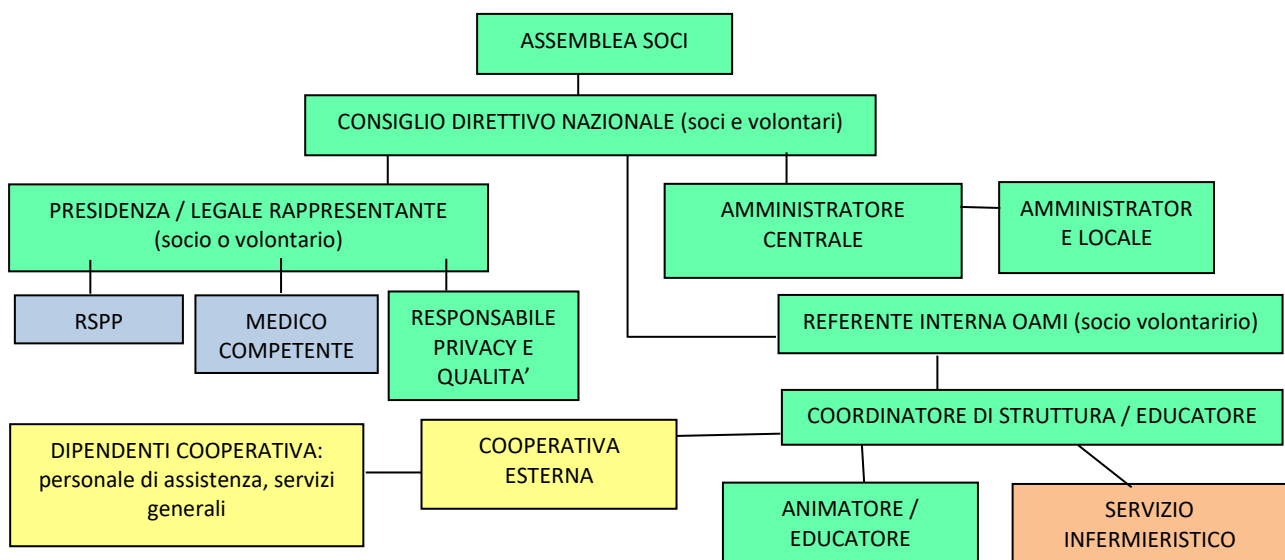 ASSEMBLEA SOCI
CONSIGLIO DIRETTIVO NAZIONALE (soci e volontari)
PRESIDENZA / LEGALE RAPPRESENTANTE
(socio o volontario)
AMMINISTRATORE
CENTRALE
AMMINISTRATOR
E LOCALE
RSPP
MEDICO
COMPETENTE
RESPONSABILE
PRIVACY E
QUALITA’
REFERENTE INTERNA OAMI (socio volontaririo)
COORDINATORE DI STRUTTURA / EDUCATORE
DIPENDENTI COOPERATIVA:
personale di assistenza, servizi
generali
COOPERATIVA
ESTERNA
ANIMATORE /
EDUCATORE
SERVIZIO
INFERMIERISTICO